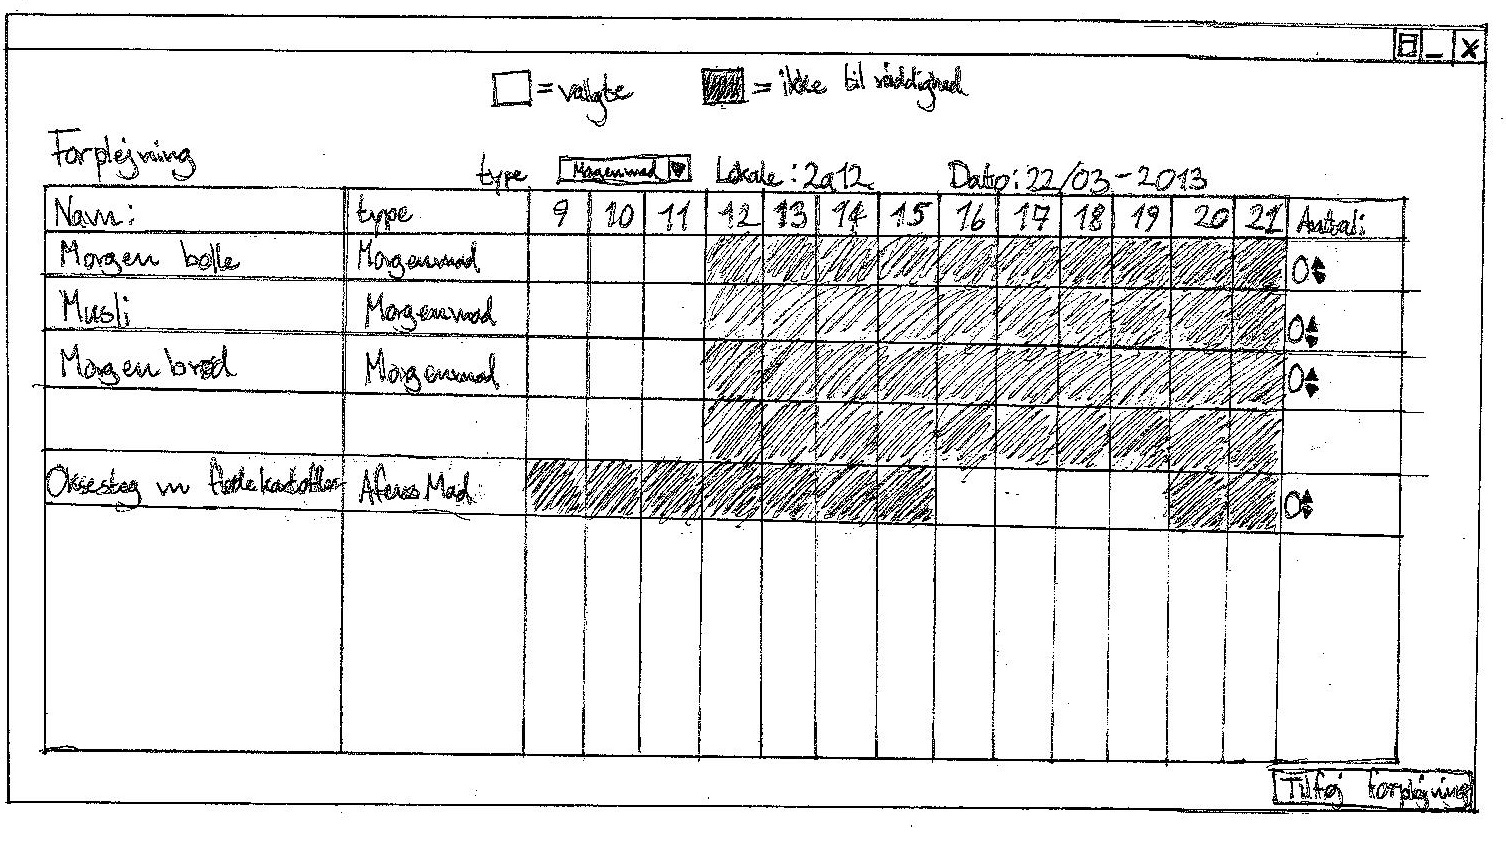 = valgte = ikke til rådighed
Forplejning
type Morgenmad Lokale: 2a12 Dato: 22/03-2013
Navn: type 9 10 11 12 13 14 15 16 17 18 19 20 21 Antal:
Morgen bolle Morgenmad 0
Musli Morgenmad 0
Morgen brød Morgenmad 0
Oksesteg m flødekartofler Aftens Mad 0
Tilføj forplejning